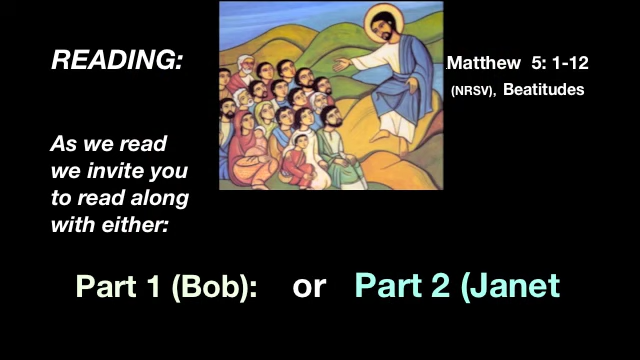 READING:
Matthew 5: 1-12
(NRSV), Beatitudes
As we read
we invite you
to read along
with either:
Part 1 (Bob): or Part 2 (Janet